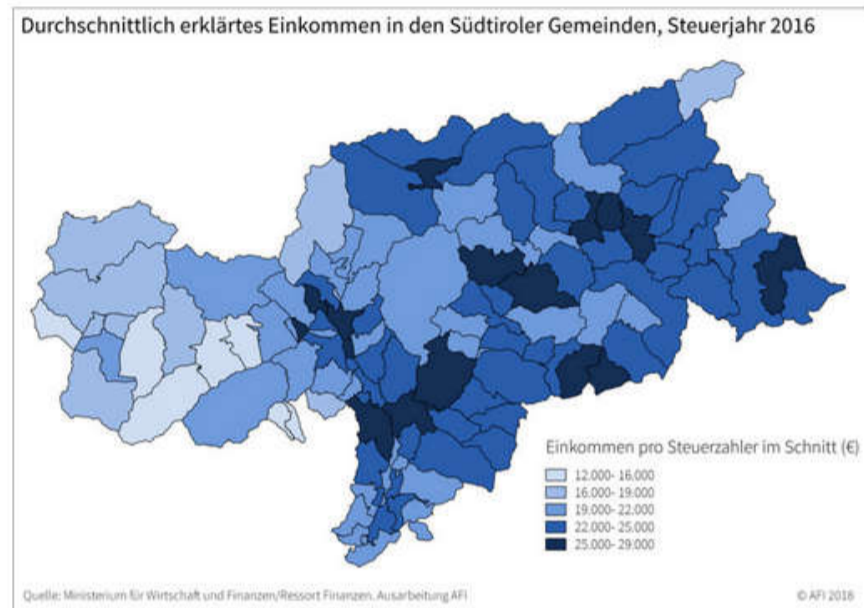 Durchschnittlich erklärtes Einkommen in den Südtiroler Gemeinden, Steuerjahr 2016
Einkommen pro Steuerzahler im Schnitt (€)
12.000- 16.000
16.000- 19.000
19.000- 22.000
22.000- 25.000
25.000- 29.000
Quelle: Ministerium für Wirtschaft und Finanzen/Ressort Finanzen. Ausarbeitung AFI
© AFI 2018